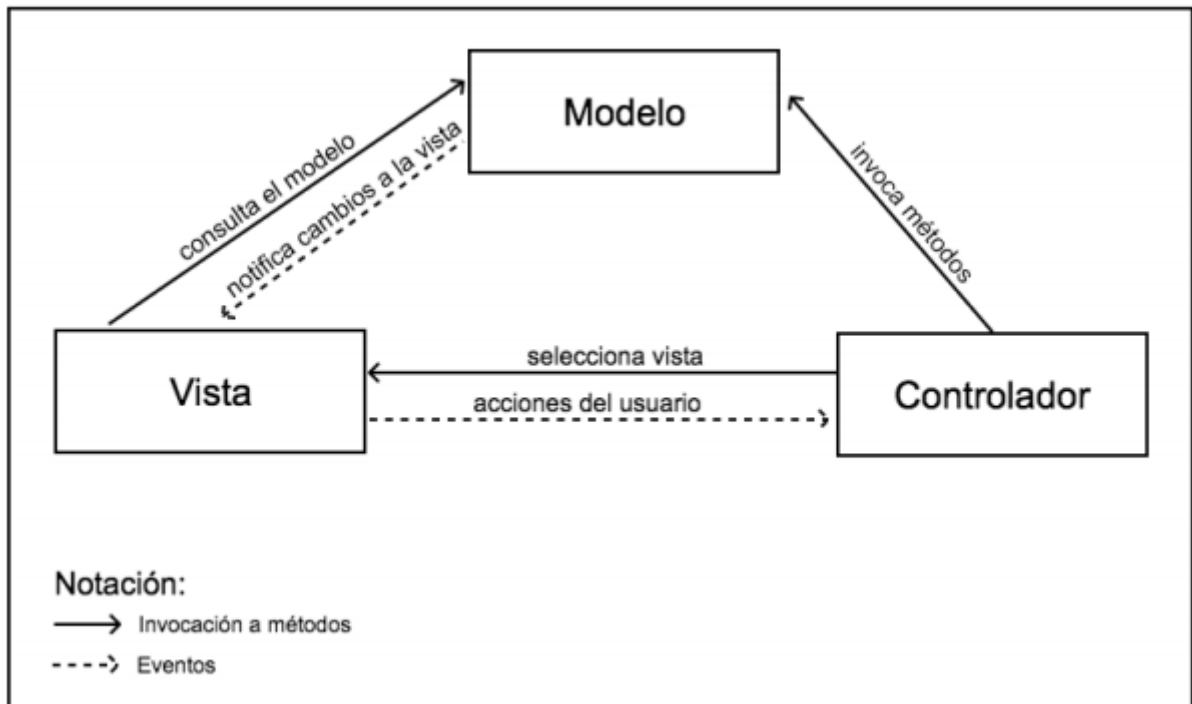 Modelo
consulta el modelo
notifica cambios a la vista
invoca métodos
Vista
selecciona vista
acciones del usuario
Controlador
Notación:
Invocación a métodos
Eventos